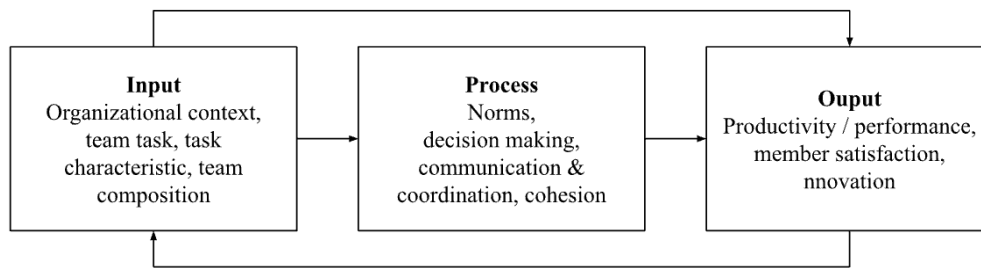 Input
Organizational context,
team task, task
characteristic, team
composition
Process
Norms,
decision making,
communication &
coordination, cohesion
Ouput
Productivity / performance,
member satisfaction,
nnovation